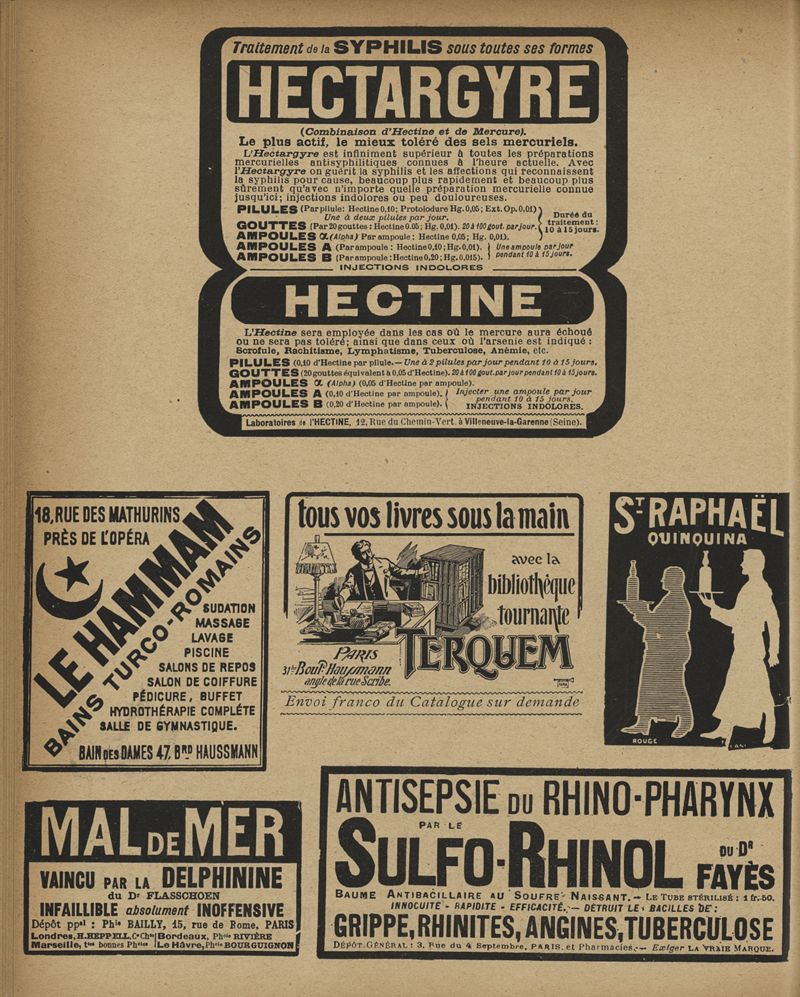 Traitement de la SYPHILIS sous toutes ses formes
HECTARGYRE
(Combinaison d'Hectine et de Mercure).
Le plus actif, le mieux toléré des sels mercuriels.
L'Hectargyre est infiniment supérieur à toutes les préparations
mercurielles antisyphilitiques connues à l'heure actuelle. Avec
l'Hectargyre on guérit la syphilis et les affections qui reconnaissent
la syphilis pour cause, beaucoup plus rapidement et beaucoup plus
sûrement qu'avec n'importe quelle préparation mercurielle connue
jusqu'ici; injections indolores ou peu douloureuses.
PILULES (Par pilule: Hectine 0,10; Protoiodure Hg. 0,05; Ext. Op. 0,01)
Une à deux pilules par jour.
GOUTTES (Par 20 gouttes: Hectine 0.05; Hg. 0,01). 20 à 100 gout. par jour.
AMPOULES α (Alpha) Par ampoule: Hectine 0,05; Hg. 0,01).
Durée du
traitement:
10 à 15 jours.
AMPOULES A (Par ampoule: Hectine 0,10; Hg. 0,01).
AMPOULES B (Par ampoule: Hectine 0,20; Hg. 0,015).
Une ampoule par jour
pendant 10 à 15 jours.
INJECTIONS INDOLORES
HECTINE
L'Hectine sera employée dans les cas où le mercure aura échoué
ou ne sera pas toléré; ainsi que dans ceux où l'arsenic est indiqué:
Scrofule, Rachitisme, Lymphatisme, Tuberculose, Anémie, etc.
PILULES (0,10 d'Hectine par pilule. — Une à 2 pilules par jour pendant 10 à 15 jours.
GOUTTES (20 gouttes équivalent à 0,05 d'Hectine). 20 à 100 gout. par jour pendant 10 à 15 jours.
AMPOULES α (Alpha) (0,05 d'Hectine par ampoule).
AMPOULES A (0,10 d'Hectine par ampoule).
AMPOULES B (0,20 d'Hectine par ampoule).
Injecter une ampoule par jour
pendant 10 à 15 jours.
INJECTIONS INDOLORES.
Laboratoires de l'HECTINE, 12, Rue du Chemin-Vert, à Villeneuve-la-Garenne (Seine).
18, RUE DES MATHURINS
PRÈS DE L'OPÉRA
LE HAMMAM
BAINS TURCO-ROMAINS
SUDATION
MASSAGE
LAVAGE
PISCINE
SALONS DE REPOS
SALON DE COIFFURE
PÉDICURE, BUFFET
HYDROTHÉRAPIE COMPLÉTE
SALLE DE GYMNASTIQUE.
BAIN DES DAMES 47, BRD HAUSSMANN
tous vos livres sous la main
avec la
bibliothèque
tournante
TERQUEM
PARIS
31bis Boulᵈ Haussmann
angle de la rue Scribe.
Envoi franco du Catalogue sur demande
ST RAPHAËL
QUINQUINA
ROUGE
MAL DE MER
VAINCU PAR LA DELPHININE
du Dr FLASSCHOEN
INFAILLIBLE absolument INOFFENSIVE
Dépôt ppal: Phie BAILLY, 15, rue de Rome, PARIS
Londres, H. HEPPELL, Co Chts Bordeaux, Phcie RIVIÈRE
Marseille, ttes bonnes Phcies Le Hâvre, Phcie BOURGUIGNON
ANTISEPSIE DU RHINO-PHARYNX
PAR LE
SULFO-RHINOL DU Dr FAYÈS
BAUME ANTIBACILLAIRE AU SOUFRE NAISSANT. — LE TUBE STÉRILISÉ: 1 fr. 50.
INNOCUITÉ - RAPIDITÉ - EFFICACITÉ. — DÉTRUIT LES BACILLES DE:
GRIPPE, RHINITES, ANGINES, TUBERCULOSE
DÉPÔT GÉNÉRAL: 3, Rue du 4 Septembre, PARIS, et Pharmacies. — Exiger LA VRAIE MARQUE.